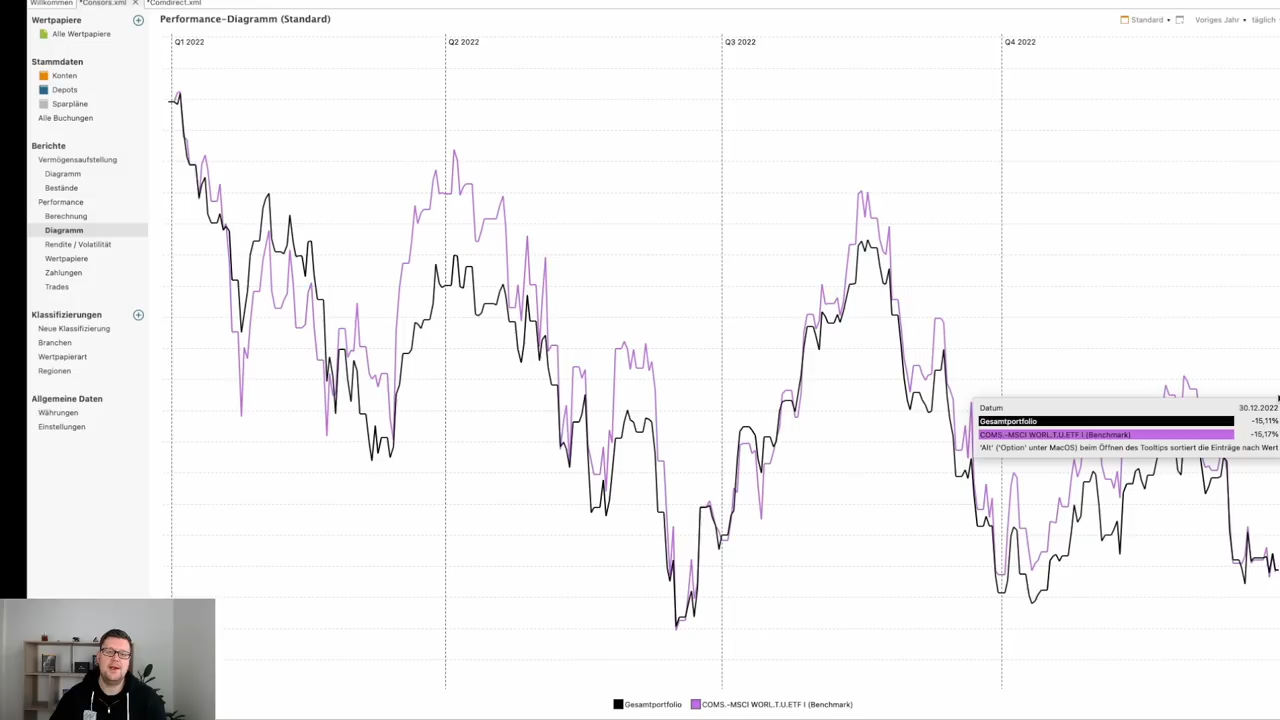 Willkommen *Consors.xml *Comdirect.xml
Wertpapiere
Alle Wertpapiere
Stammdaten
Konten
Depots
Sparpläne
Alle Buchungen
Berichte
Vermögensaufstellung
Diagramm
Bestände
Performance
Berechnung
Diagramm
Rendite / Volatilität
Wertpapiere
Zahlungen
Trades
Klassifizierungen
Neue Klassifizierung
Branchen
Wertpapierart
Regionen
Allgemeine Daten
Währungen
Einstellungen
Performance-Diagramm (Standard)
Standard
Voriges Jahr
täglich
Q1 2022
Q2 2022
Q3 2022
Q4 2022
Datum 30.12.2022
Gesamtportfolio -15,11%
COMS.-MSCI WORL.T.U.ETF I (Benchmark) -15,17%
'Alt' ('Option' unter MacOS) beim Öffnen des Tooltips sortiert die Einträge nach Wert
Gesamtportfolio COMS.-MSCI WORL.T.U.ETF I (Benchmark)